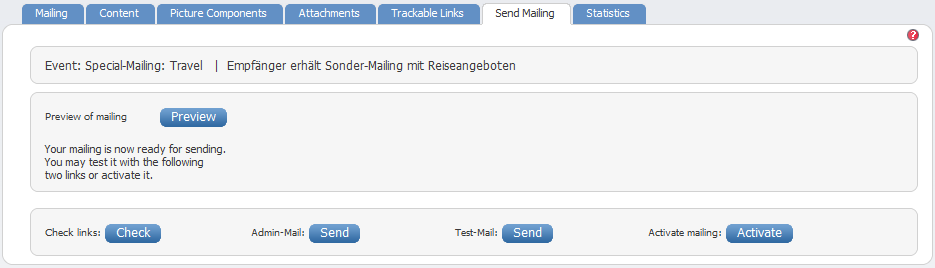 Mailing Content Picture Components Attachments Trackable Links Send Mailing Statistics
?
Event: Special-Mailing: Travel | Empfänger erhält Sonder-Mailing mit Reiseangeboten
Preview of mailing Preview
Your mailing is now ready for sending.
You may test it with the following
two links or activate it.
Check links: Check Admin-Mail: Send Test-Mail: Send Activate mailing: Activate